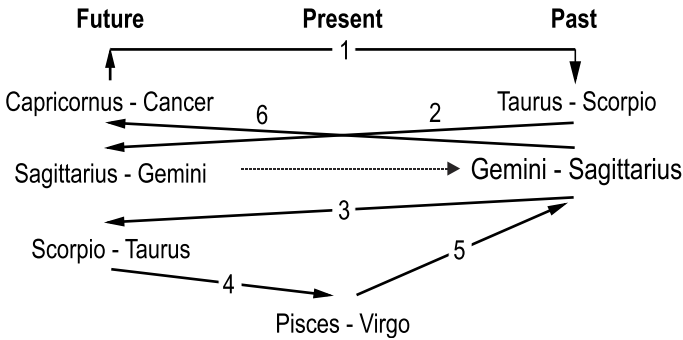 Future Present Past
1
Capricornus - Cancer Taurus - Scorpio
6 2
Sagittarius - Gemini Gemini - Sagittarius
3
Scorpio - Taurus
4 5
Pisces - Virgo